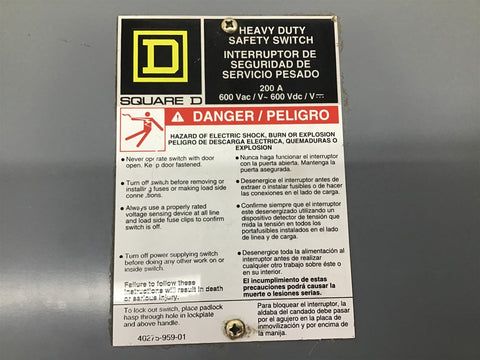 HEAVY DUTY
SAFETY SWITCH
INTERRUPTOR DE
SEGURIDAD DE
SERVICIO PESADO
200 A
600 Vac / V~ 600 Vdc / V⎓
D
SQUARE D
DANGER / PELIGRO
HAZARD OF ELECTRIC SHOCK, BURN OR EXPLOSION
PELIGRO DE DESCARGA ELECTRICA, QUEMADURAS O
EXPLOSION
• Never operate switch with door
open. Keep door fastened.
• Turn off switch before removing or
installing fuses or making load side
connections.
• Always use a properly rated
voltage sensing device at all line
and load side fuse clips to confirm
switch is off.
• Turn off power supplying switch
before doing any other work on or
inside switch.
Failure to follow these
instructions will result in death
or serious injury.
• Nunca haga funcionar el interruptor
con la puerta abierta. Mantenga la
puerta asegurada.
• Desenergice el interruptor antes de
extraer o instalar fusibles o de hacer
las conexiones en el lado de carga.
• Confirme siempre que el interruptor
este desenergizado utilizando un
dispositivo detector de tensión que
mida la tensión en todos los
portafusibles instalados en el lado
de linea y de carga.
• Desenergice toda la alimentación al
interruptor antes de realizar
cualquier otro trabajo sobre éste o
en su interior.
El incumplimiento de estas
precauciones podrá causar la
muerte o lesiones serias.
To lock out switch, place padlock
hasp through hole in lockplate
and above handle.
40275-959-01
Para bloquear el interruptor, la
aldaba del candado debe pasar
por el agujero en la placa de
inmovilización y por encima de
la manija.